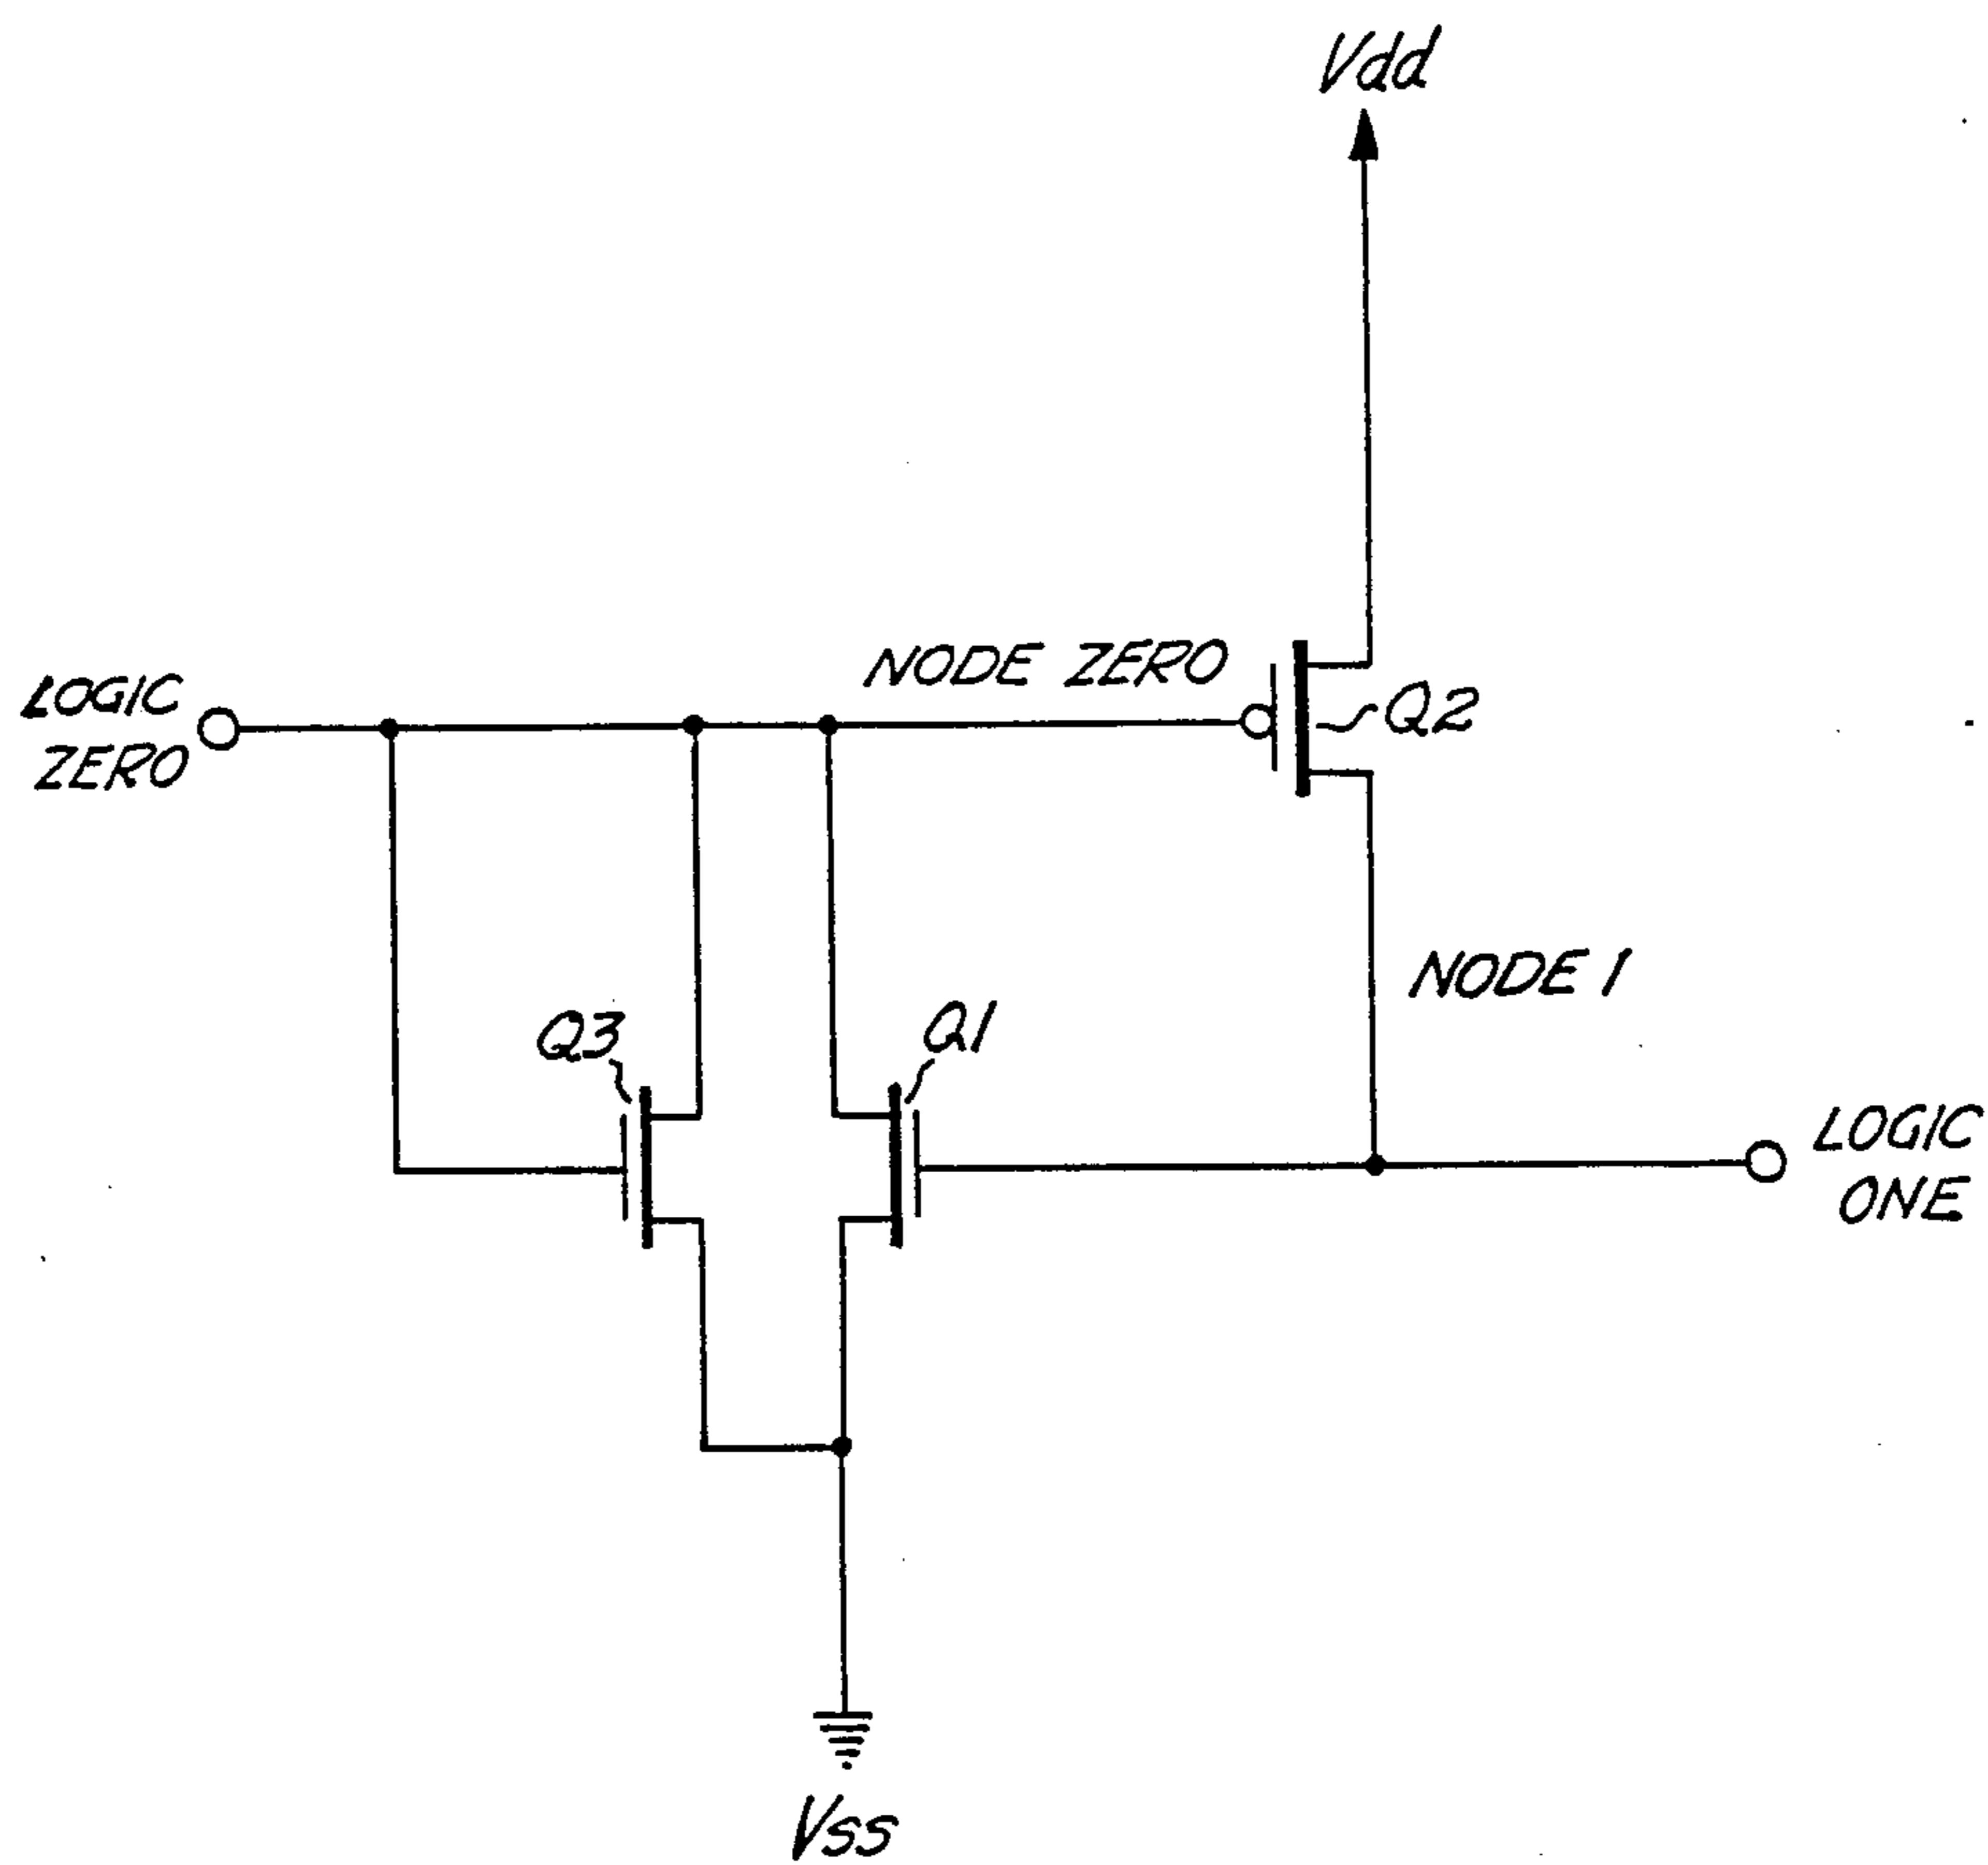 Vdd
NODE ZERO
Q2
LOGIC
ZERO
NODE 1
Q3
Q1
LOGIC
ONE
Vss